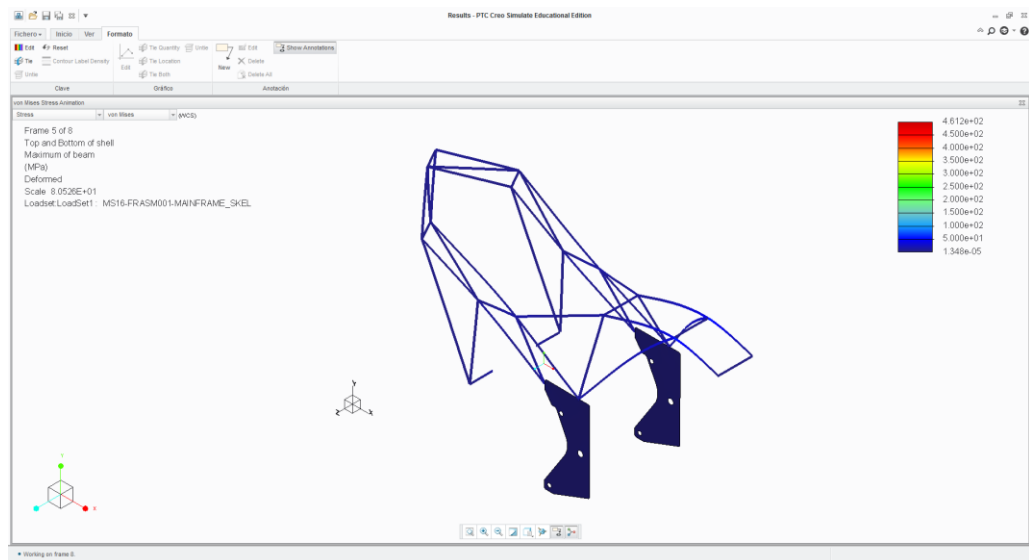 Results - PTC Creo Simulate Educational Edition
Fichero Inicio Ver Formato
Edit Reset
Tie Contour Label Density
Untie
Clave
Edit
Tie Quantity Untie
Tie Location
Tie Both
Gráfico
New
Edit
Delete
Delete All
Show Annotations
Anotación
von Mises Stress Animation
Stress von Mises (WCS)
Frame 5 of 8
Top and Bottom of shell
Maximum of beam
(MPa)
Deformed
Scale 8.0526E+01
Loadset:LoadSet1 : MS16-FRASM001-MAINFRAME_SKEL
4.612e+02
4.500e+02
4.000e+02
3.500e+02
3.000e+02
2.500e+02
2.000e+02
1.500e+02
1.000e+02
5.000e+01
1.348e-05
Y
Z X
Y
X
Working on frame 8.